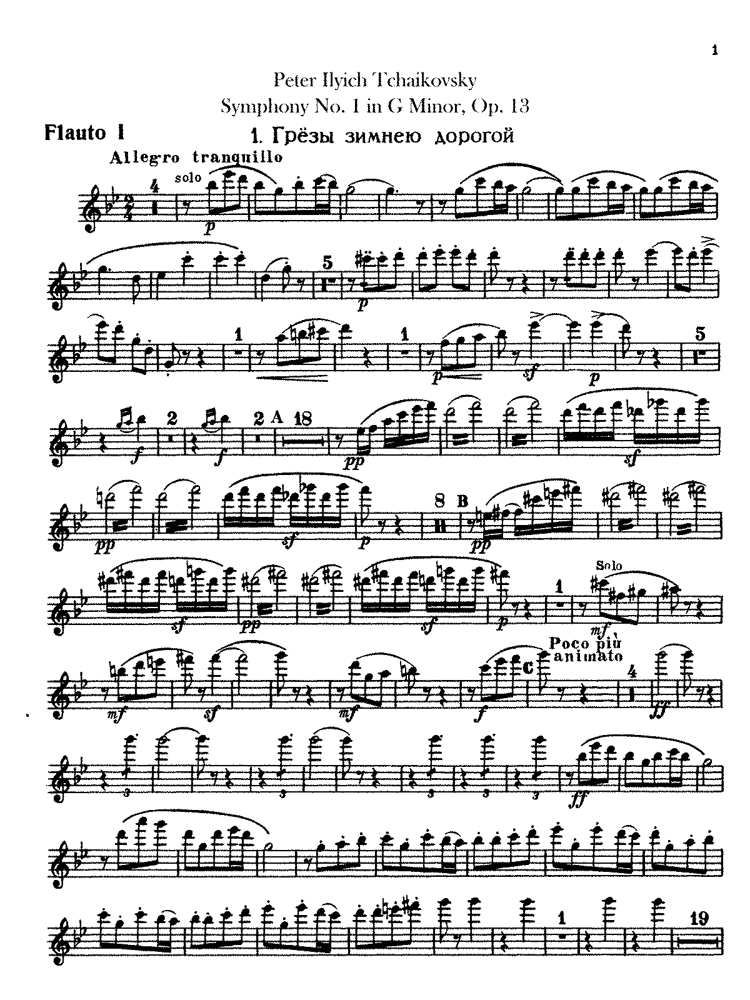 1
Peter Ilyich Tchaikovsky
Symphony No. 1 in G Minor, Op. 13
Flauto I
1. Грёзы зимнею дорогой
Allegro tranquillo
4 solo
p
5
p
1 1 5
p sf p
2 2 A 18
f f pp sf
8 B
pp sf p pp
Solo
1
sf pp sf p mf
Poco più
animato
C 4
mf sf mf f ff
3 3 3 3 3 ff
1 19